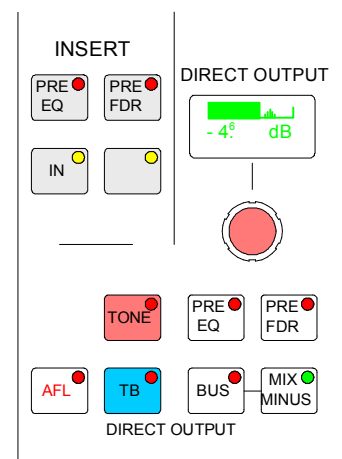 INSERT
PRE EQ
PRE FDR
DIRECT OUTPUT
- 4.6 dB
IN
TONE
PRE EQ
PRE FDR
AFL
TB
BUS
MIX MINUS
DIRECT OUTPUT